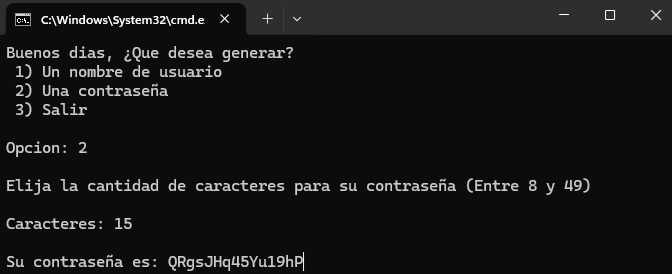 C:\Windows\System32\cmd.e
Buenos dias, ¿Que desea generar?
1) Un nombre de usuario
2) Una contraseña
3) Salir
Opcion: 2
Elija la cantidad de caracteres para su contraseña (Entre 8 y 49)
Caracteres: 15
Su contraseña es: QRgsJHq45Yu19hP